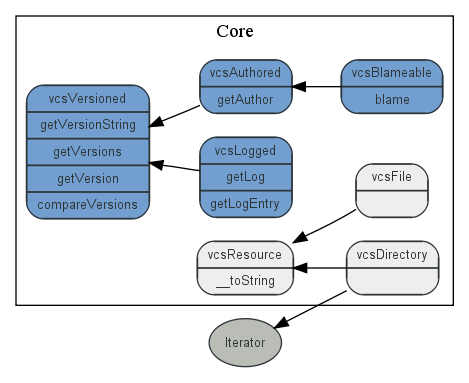 Core
vcsVersioned
getVersionString
getVersions
getVersion
compareVersions
vcsAuthored
getAuthor
vcsBlameable
blame
vcsLogged
getLog
getLogEntry
vcsFile
vcsResource
__toString
vcsDirectory
Iterator